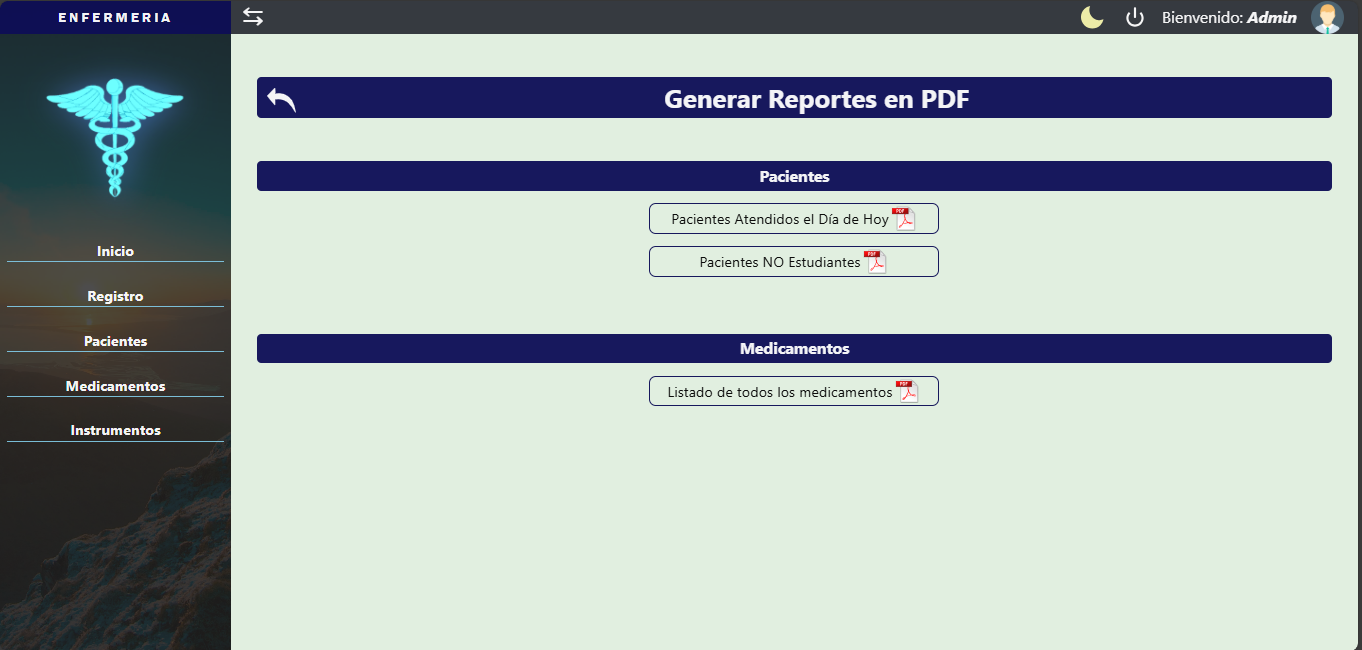 ENFERMERIA
Bienvenido: Admin
Generar Reportes en PDF
Pacientes
Pacientes Atendidos el Día de Hoy PDF
Pacientes NO Estudiantes PDF
Medicamentos
Listado de todos los medicamentos PDF
Inicio
Registro
Pacientes
Medicamentos
Instrumentos